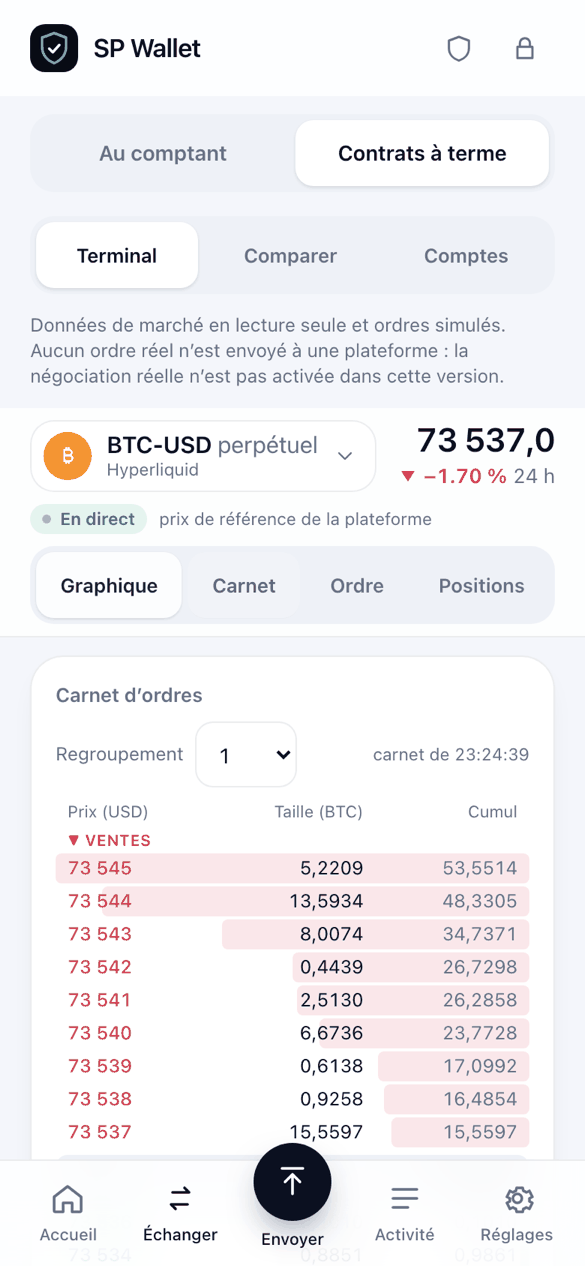 SP Wallet
Au comptant
Contrats à terme
Terminal
Comparer
Comptes
Données de marché en lecture seule et ordres simulés.
Aucun ordre réel n’est envoyé à une plateforme : la
négociation réelle n’est pas activée dans cette version.
BTC-USD perpétuel
Hyperliquid
73 537,0
▼ −1.70 % 24 h
En direct
prix de référence de la plateforme
Graphique
Carnet
Ordre
Positions
Carnet d’ordres
Regroupement 1 carnet de 23:24:39
Prix (USD) Taille (BTC) Cumul
▼ VENTES
73 545 5,2209 53,5514
73 544 13,5934 48,3305
73 543 8,0074 34,7371
73 542 0,4439 26,7298
73 541 2,5130 26,2858
73 540 6,6736 23,7728
73 539 0,6138 17,0992
73 538 0,9258 16,4854
73 537 15,5597 15,5597
Accueil
Échanger
Envoyer
Activité
Réglages
73 534 0,8851 0,9861